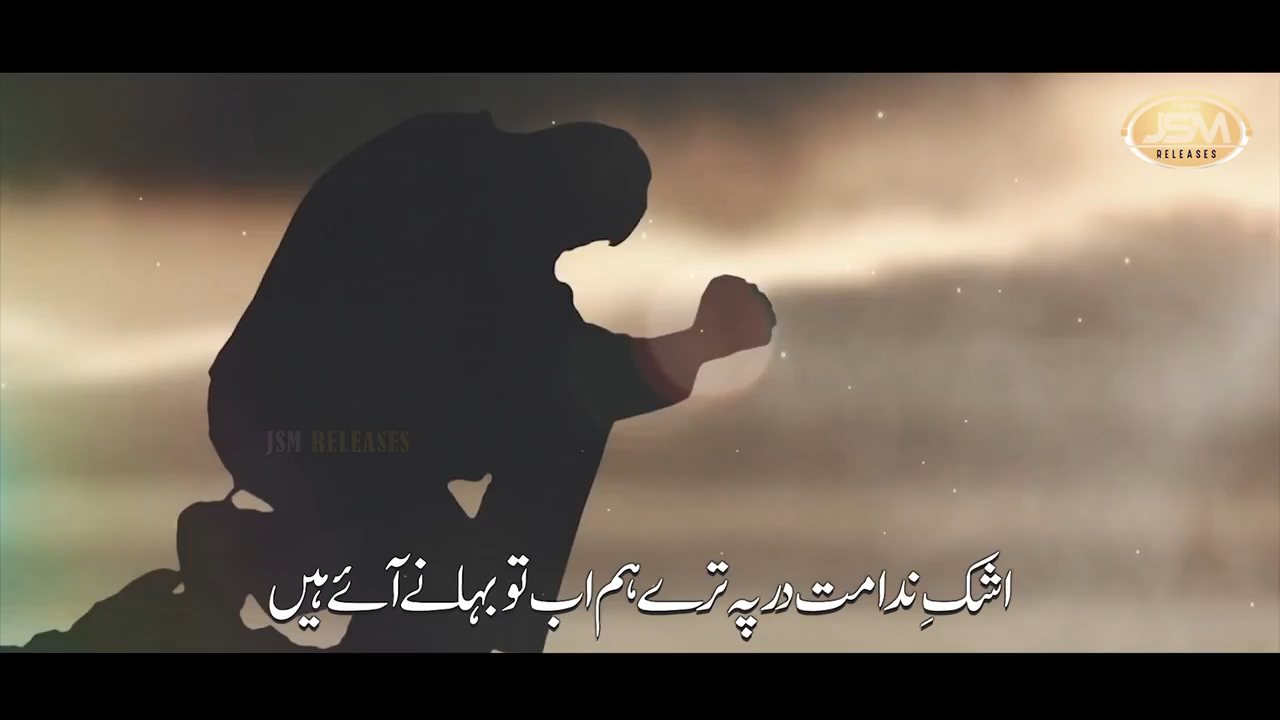 JSM
RELEASES
JSM RELEASES
اشکِ ندامت در پہ ترے ہم اب تو بہانے آئے ہیں